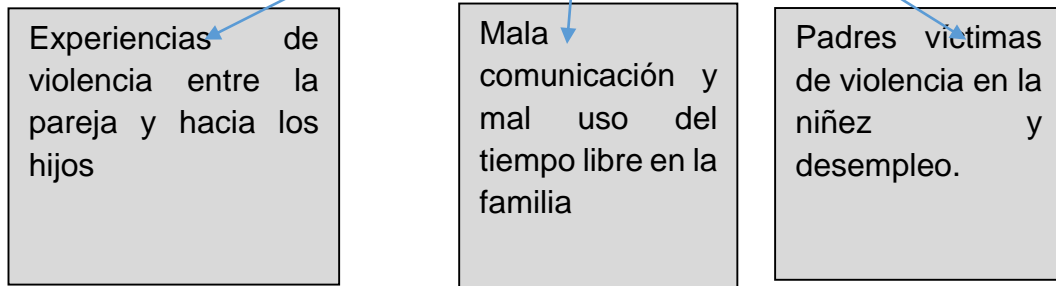 Experiencias de
violencia entre la
pareja y hacia los
hijos
Mala
comunicación y
mal uso del
tiempo libre en la
familia
Padres víctimas
de violencia en la
niñez y
desempleo.